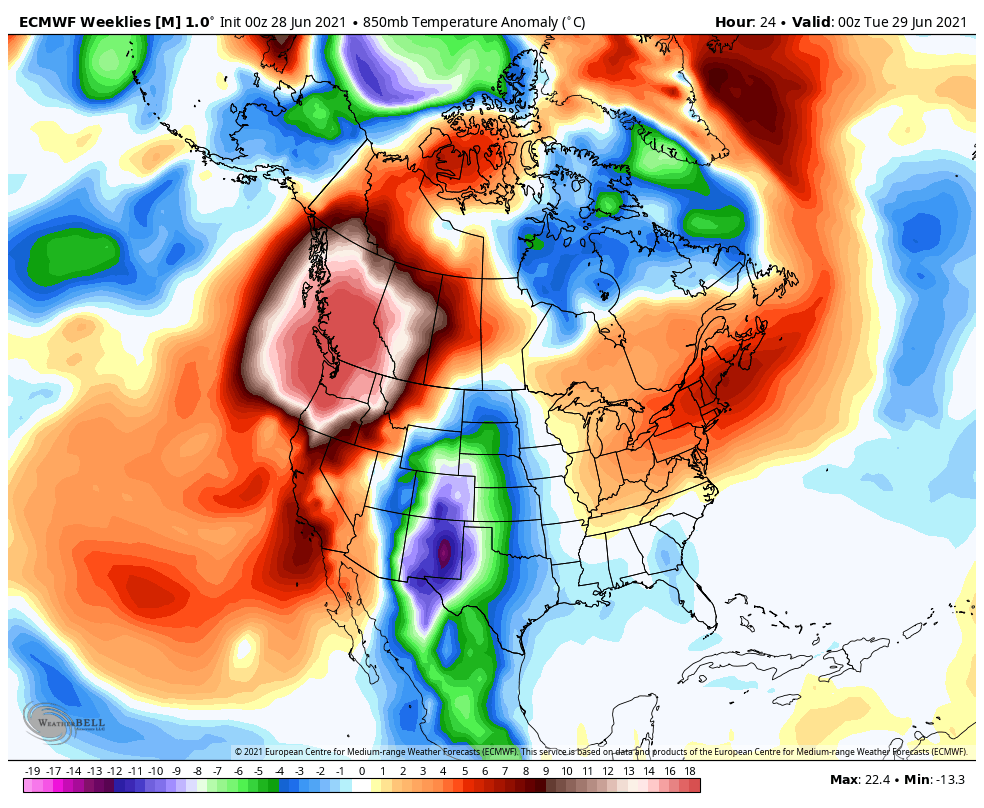 ECMWF Weeklies [M] 1.0° Init 00z 28 Jun 2021 • 850mb Temperature Anomaly (°C)
Hour: 24 • Valid: 00z Tue 29 Jun 2021
WEATHERBELL
© 2021 European Centre for Medium-range Weather Forecasts (ECMWF). This service is based on data and products of the European Centre for Medium-range Weather Forecasts (ECMWF).
-19 -17 -14 -13 -12 -11 -10 -9 -8 -7 -6 -5 -4 -3 -2 -1 0 1 2 3 4 5 6 7 8 9 10 11 12 13 14 15 16 18
Max: 22.4 • Min: -13.3